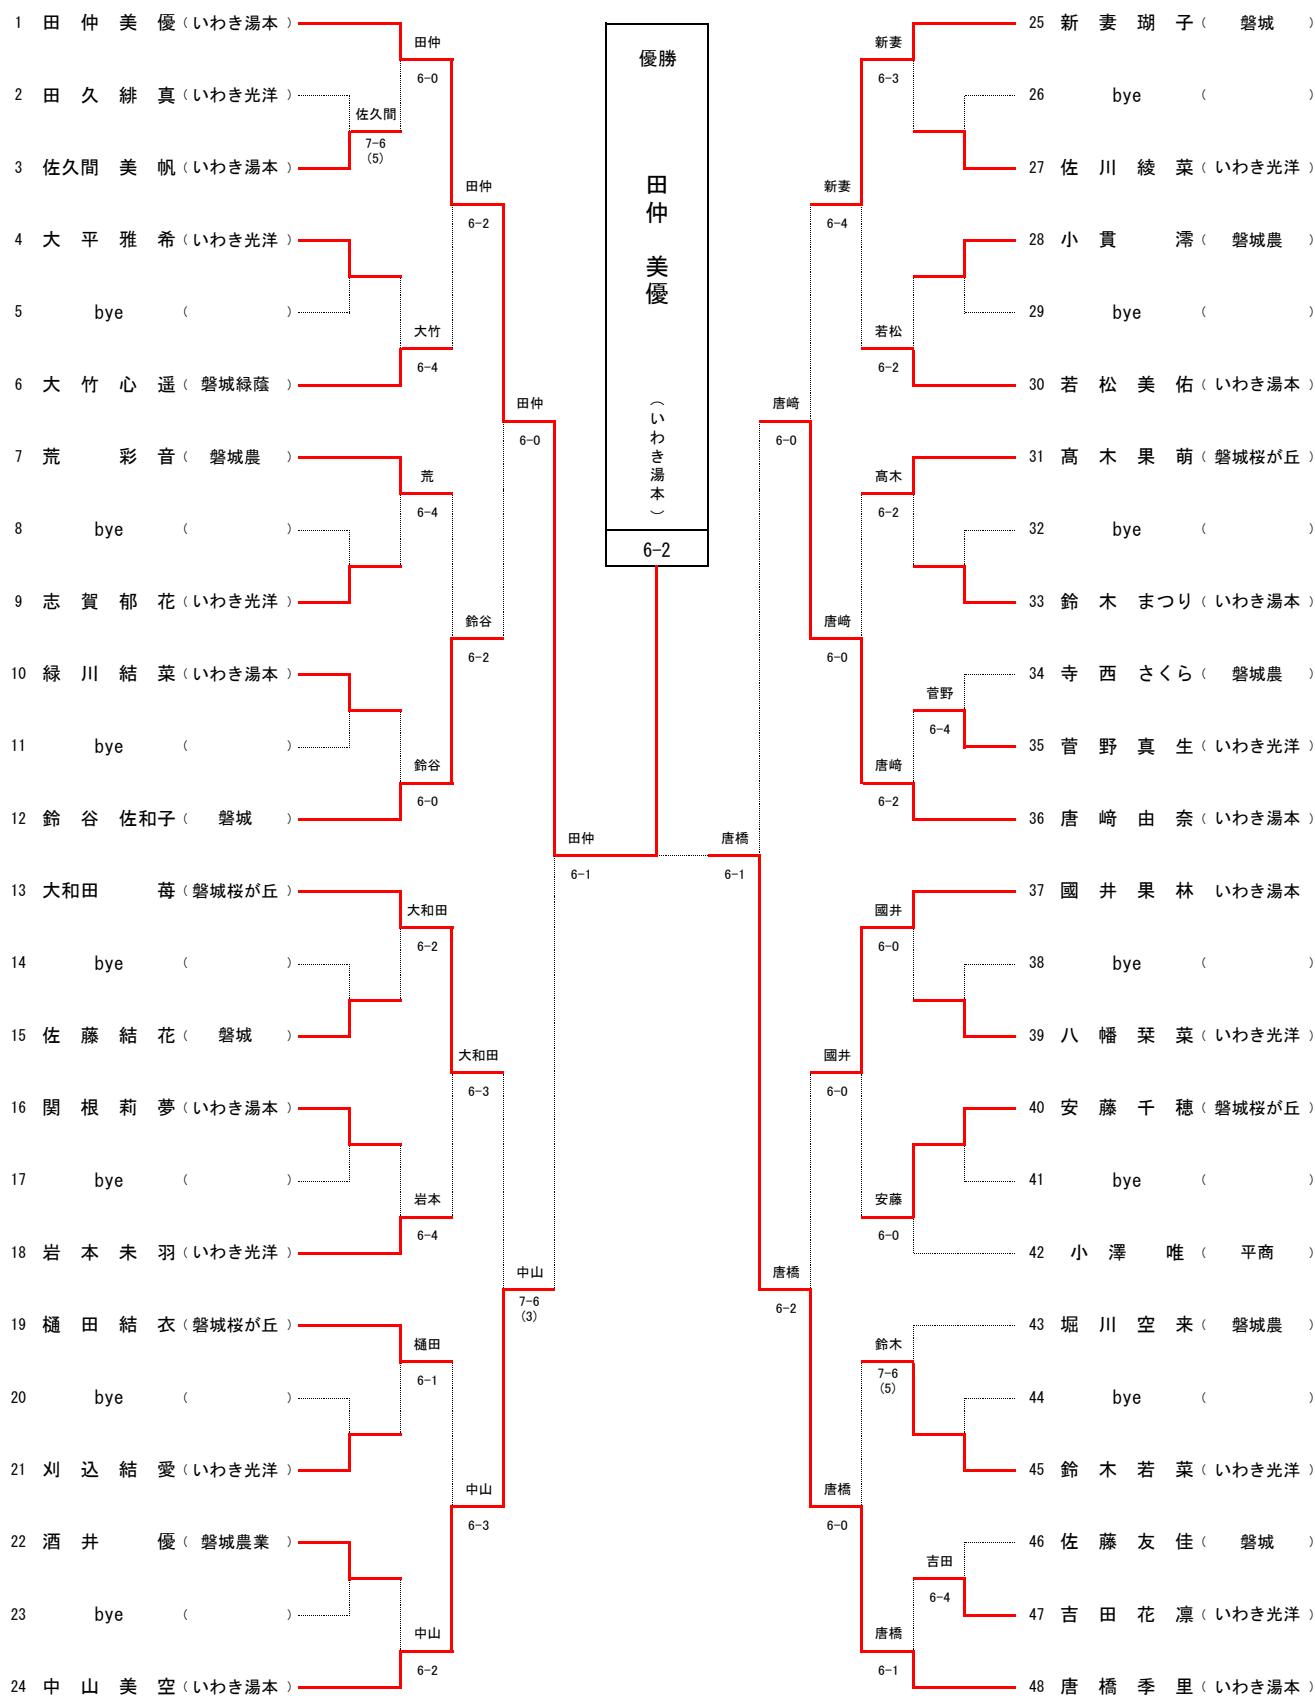 1 田仲美優(いわき湯本)
2 田久緋真(いわき光洋)
3 佐久間美帆(いわき湯本)
4 大平雅希(いわき光洋)
5 bye ( )
6 大竹心遥(磐城緑蔭)
7 荒彩音(磐城農)
8 bye ( )
9 志賀郁花(いわき光洋)
10 緑川結菜(いわき湯本)
11 bye ( )
12 鈴谷佐和子(磐城)
13 大和田苺(磐城桜が丘)
14 bye ( )
15 佐藤結花(磐城)
16 関根莉夢(いわき湯本)
17 bye ( )
18 岩本未羽(いわき光洋)
19 樋田結衣(磐城桜が丘)
20 bye ( )
21 刈込結愛(いわき光洋)
22 酒井優(磐城農業)
23 bye ( )
24 中山美空(いわき湯本)
佐久間
7-6
(5)
田仲
6-0
大竹
6-4
荒
6-4
鈴谷
6-0
大和田
6-2
岩本
6-4
樋田
6-1
中山
6-2
田仲
6-2
鈴谷
6-2
大和田
6-3
中山
6-3
田仲
6-0
中山
7-6
(3)
田仲
6-1
優勝
田仲 美優
(いわき湯本)
6-2
唐橋
6-1
唐﨑
6-0
唐橋
6-2
新妻
6-4
唐﨑
6-0
國井
6-0
唐橋
6-0
新妻
6-3
若松
6-2
髙木
6-2
唐﨑
6-2
國井
6-0
安藤
6-0
鈴木
7-6
(5)
唐橋
6-1
菅野
6-4
吉田
6-4
25 新妻瑚子(磐城)
26 bye ( )
27 佐川綾菜(いわき光洋)
28 小貫澪(磐城農)
29 bye ( )
30 若松美佑(いわき湯本)
31 髙木果萌(磐城桜が丘)
32 bye ( )
33 鈴木まつり(いわき湯本)
34 寺西さくら(磐城農)
35 菅野真生(いわき光洋)
36 唐﨑由奈(いわき湯本)
37 國井果林 いわき湯本
38 bye ( )
39 八幡栞菜(いわき光洋)
40 安藤千穂(磐城桜が丘)
41 bye ( )
42 小澤唯(平商)
43 堀川空来(磐城農)
44 bye ( )
45 鈴木若菜(いわき光洋)
46 佐藤友佳(磐城)
47 吉田花凛(いわき光洋)
48 唐橋季里(いわき湯本)